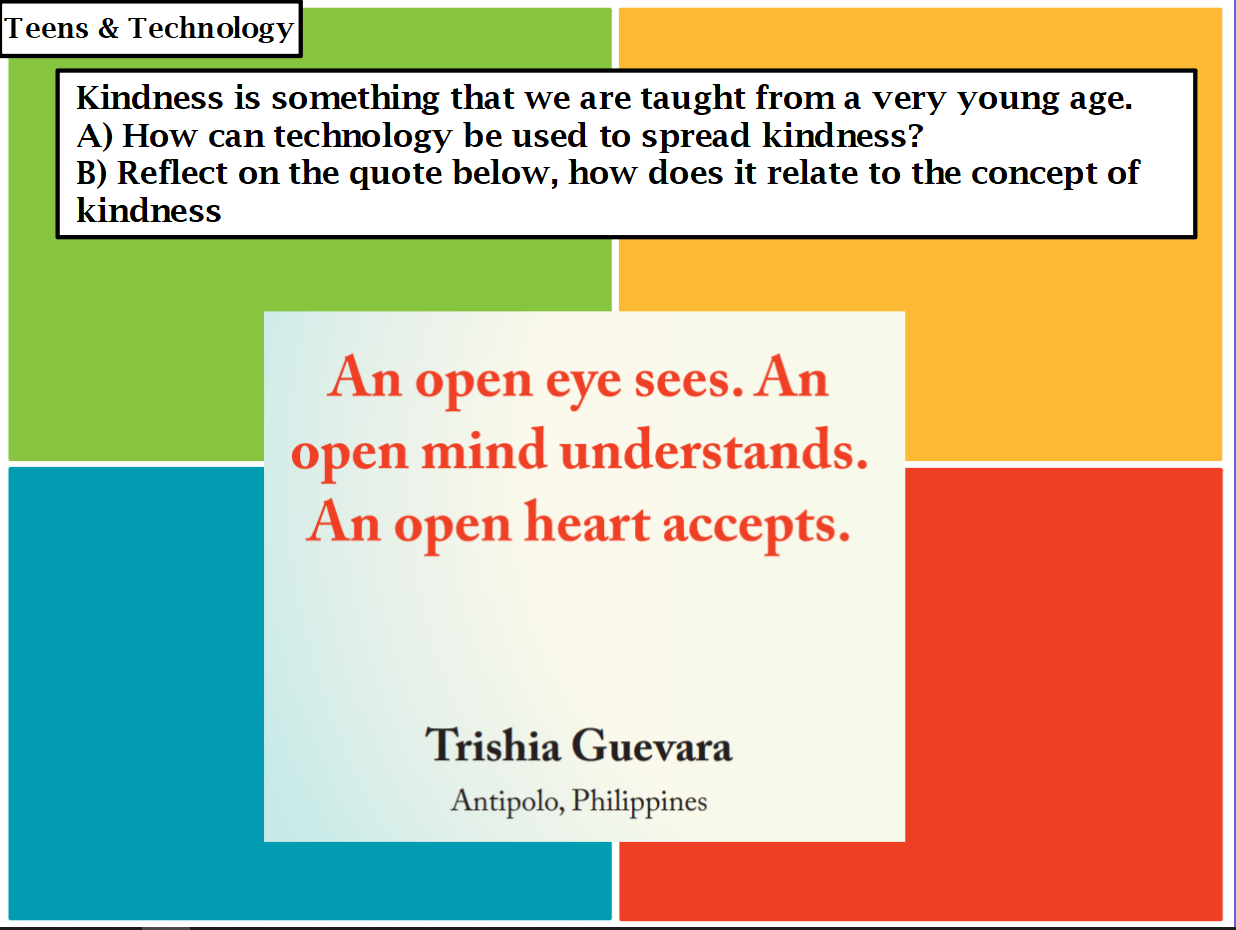 Teens & Technology
Kindness is something that we are taught from a very young age.
A) How can technology be used to spread kindness?
B) Reflect on the quote below, how does it relate to the concept of
kindness
An open eye sees. An
open mind understands.
An open heart accepts.
Trishia Guevara
Antipolo, Philippines